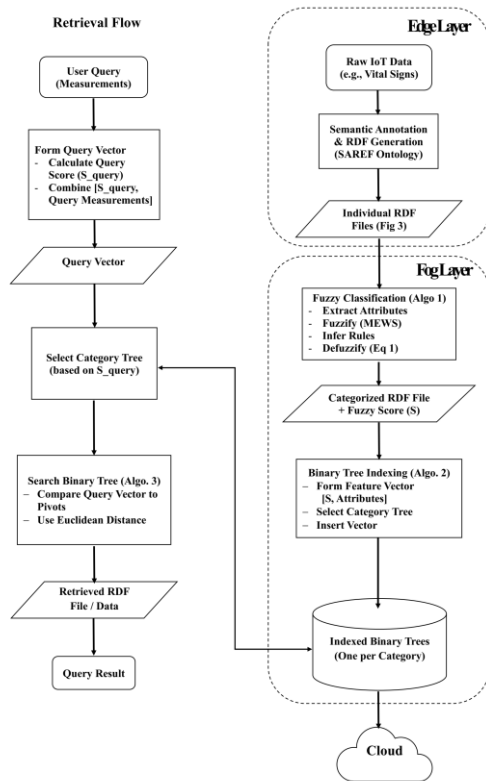 Retrieval Flow
User Query
(Measurements)
Form Query Vector
- Calculate Query
Score (S_query)
- Combine [S_query,
Query Measurements]
Query Vector
Select Category Tree
(based on S_query)
Search Binary Tree (Algo. 3)
– Compare Query Vector to
Pivots
– Use Euclidean Distance
Retrieved RDF
File / Data
Query Result
Edge Layer
Raw IoT Data
(e.g., Vital Signs)
Semantic Annotation
& RDF Generation
(SAREF Ontology)
Individual RDF
Files (Fig 3)
Fog Layer
Fuzzy Classification (Algo 1)
- Extract Attributes
- Fuzzify (MEWS)
- Infer Rules
- Defuzzify (Eq 1)
Categorized RDF File
+ Fuzzy Score (S)
Binary Tree Indexing (Algo. 2)
– Form Feature Vector
[S, Attributes]
– Select Category Tree
– Insert Vector
Indexed Binary Trees
(One per Category)
Cloud